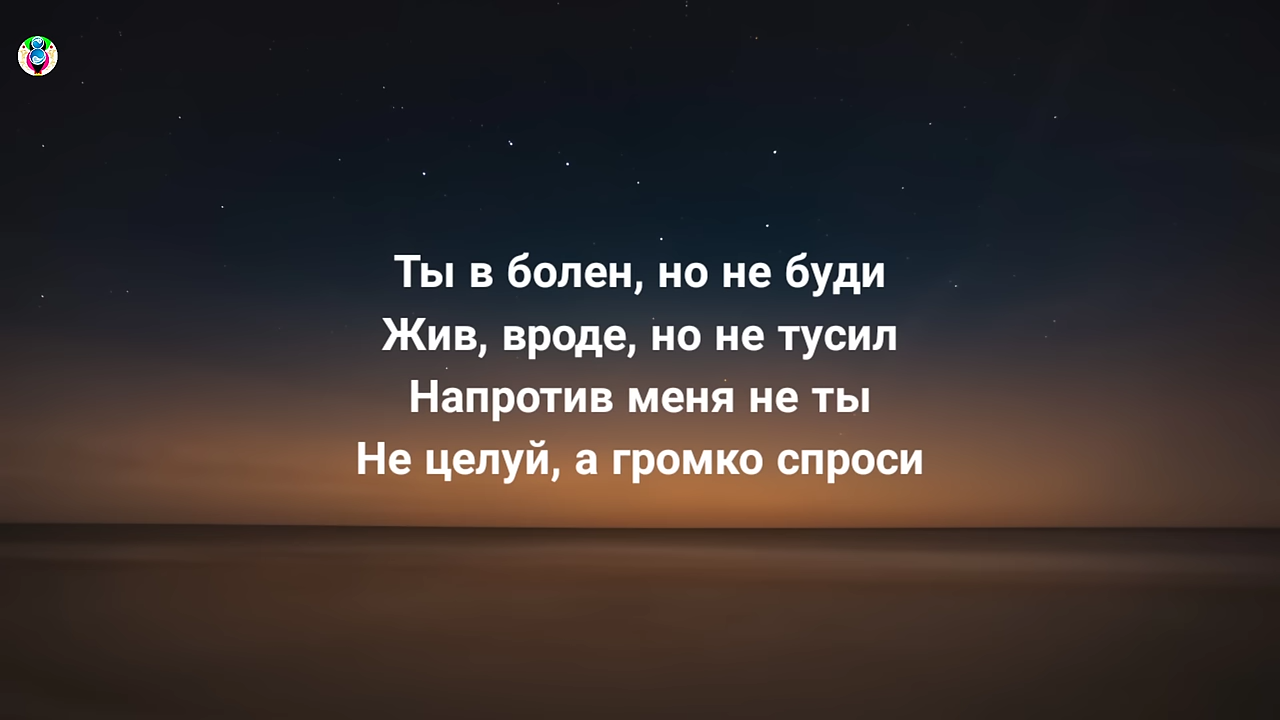 Ты в болен, но не буди
Жив, вроде, но не тусил
Напротив меня не ты
Не целуй, а громко спроси